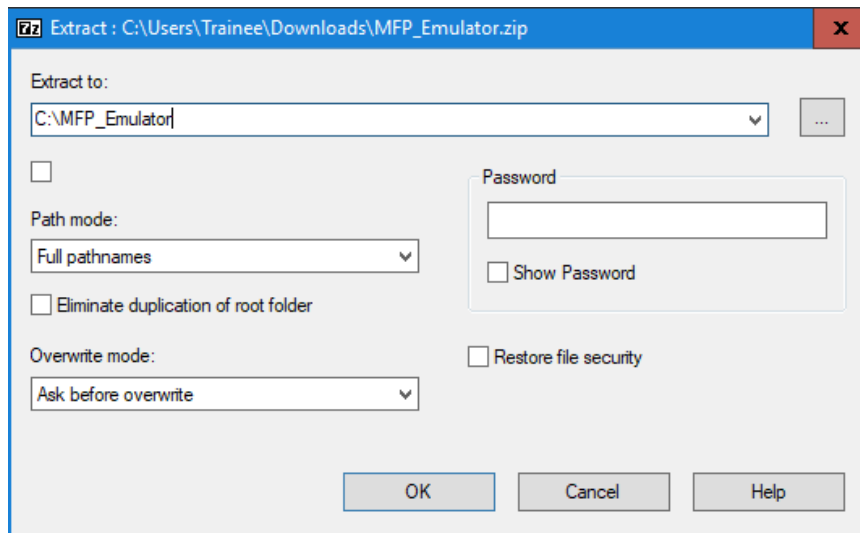 7z Extract : C:\Users\Trainee\Downloads\MFP_Emulator.zip x
Extract to:
C:\MFP_Emulator ...
Password
Path mode:
Full pathnames
Show Password
Eliminate duplication of root folder
Overwrite mode:
Restore file security
Ask before overwrite
OK Cancel Help